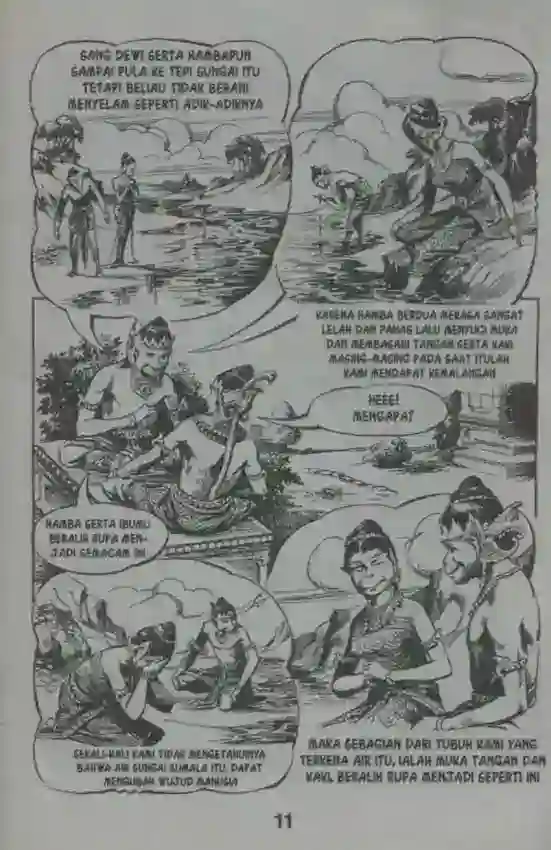 SANG DEWI SERTA HAMBAPUN
SAMPAI PULA KE TEPI SUNGAI ITU
TETAPI BELIAU TIDAK BERANI
MENYELAM SEPERTI ADIK-ADIKNYA
KARENA HAMBA BERDUA MERASA SANGAT
LELAH DAN PANAS LALU MENYUCI MUKA
DAN MEMBASAHI TANGAN SERTA KAKI
MASING-MASING PADA SAAT ITULAH
KAMI MENDAPAT KEMALANGAN
HEEE!
MENGAPA?
HAMBA SERTA IBUMU
BERALIH RUPA MEN-
JADI SEMACAM INI
SEKALI-KALI KAMI TIDAK MENGETAHUINYA
BAHWA AIR SUNGAI SUMALA ITU, DAPAT
MENGUBAH WUJUD MANUSIA
MAKA SEBAGIAN DARI TUBUH KAMI YANG
TERKENA AIR ITU, IALAH MUKA TANGAN DAN
KAKI, BERALIH RUPA MENJADI SEPERTI INI
11